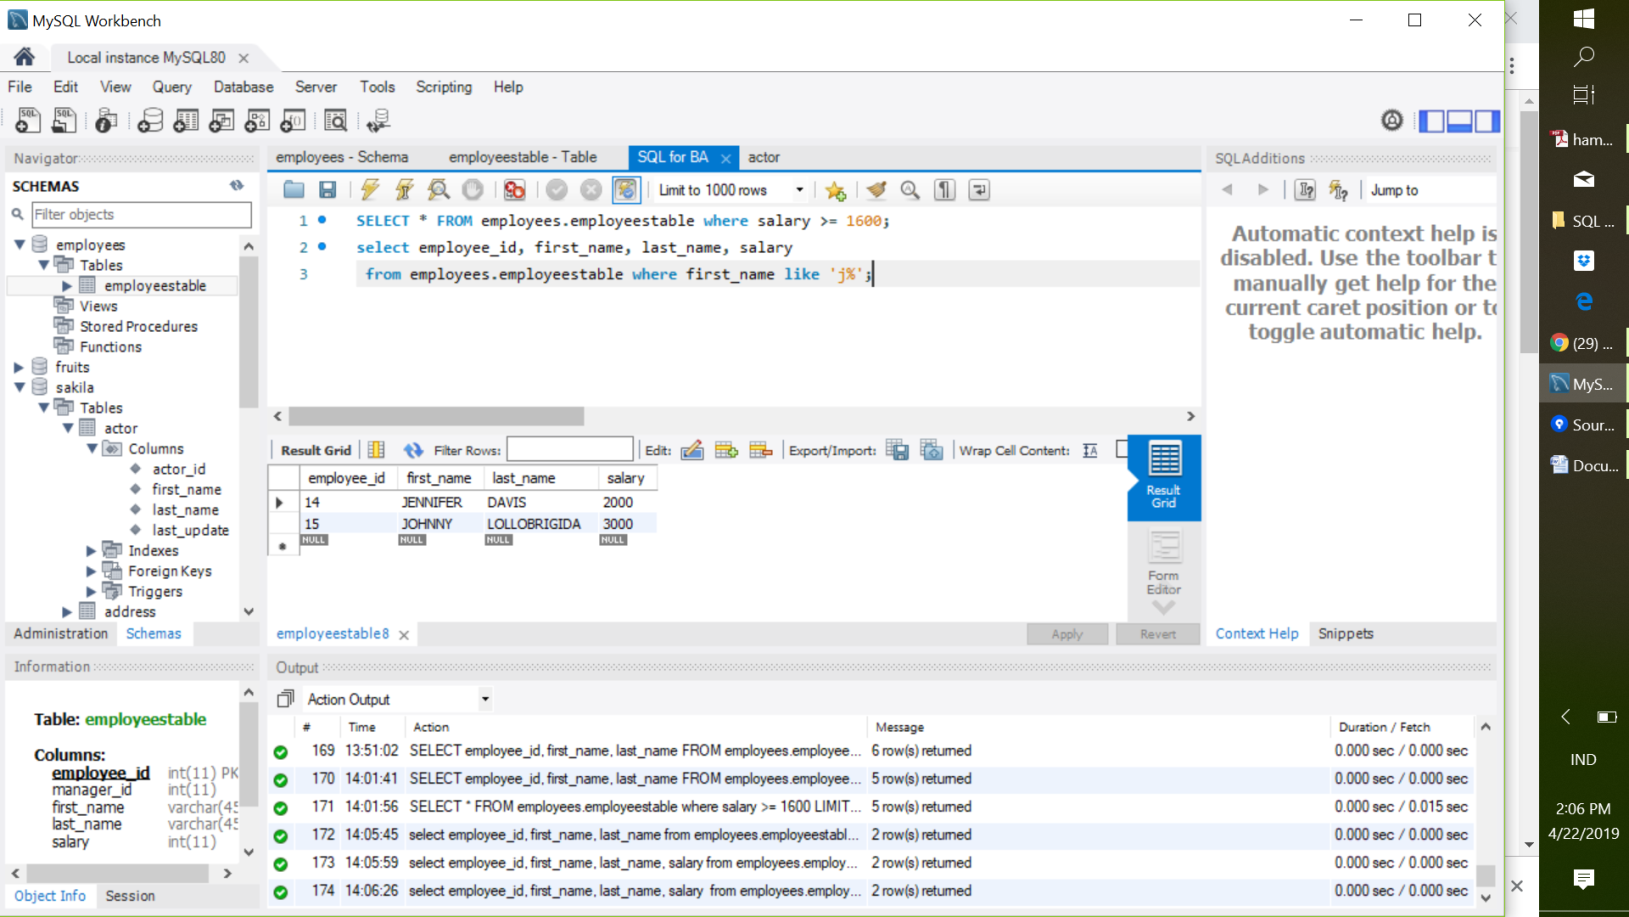 MySQL Workbench
Local instance MySQL80
File Edit View Query Database Server Tools Scripting Help
Navigator
SCHEMAS
Filter objects
employees
Tables
employeestable
Views
Stored Procedures
Functions
fruits
sakila
Tables
actor
Columns
actor_id
first_name
last_name
last_update
Indexes
Foreign Keys
Triggers
address
Administration Schemas
Information
Table: employeestable
Columns:
employee_id int(11) PK
manager_id int(11)
first_name varchar(45
last_name varchar(45
salary int(11)
Object Info Session
employees - Schema employeestable - Table SQL for BA actor
Limit to 1000 rows
1 SELECT * FROM employees.employeestable where salary >= 1600;
2 select employee_id, first_name, last_name, salary
3 from employees.employeestable where first_name like 'j%';
Result Grid Filter Rows: Edit: Export/Import: Wrap Cell Content:
employee_id first_name last_name salary
14 JENNIFER DAVIS 2000
15 JOHNNY LOLLOBRIGIDA 3000
NULL NULL NULL NULL
Result Grid
Form Editor
employeestable8 Apply Revert
SQLAdditions
Jump to
Automatic context help is
disabled. Use the toolbar t
manually get help for the
current caret position or to
toggle automatic help.
Context Help Snippets
Output
Action Output
# Time Action Message Duration / Fetch
169 13:51:02 SELECT employee_id, first_name, last_name FROM employees.employee... 6 row(s) returned 0.000 sec / 0.000 sec
170 14:01:41 SELECT employee_id, first_name, last_name FROM employees.employee... 5 row(s) returned 0.000 sec / 0.000 sec
171 14:01:56 SELECT * FROM employees.employeestable where salary >= 1600 LIMIT... 5 row(s) returned 0.000 sec / 0.015 sec
172 14:05:45 select employee_id, first_name, last_name from employees.employeestabl... 2 row(s) returned 0.000 sec / 0.000 sec
173 14:05:59 select employee_id, first_name, last_name, salary from employees.employ... 2 row(s) returned 0.000 sec / 0.000 sec
174 14:06:26 select employee_id, first_name, last_name, salary from employees.employ... 2 row(s) returned 0.000 sec / 0.000 sec
ham...
SQL ...
(29) ...
MyS...
Sour...
Docu...
IND
2:06 PM
4/22/2019